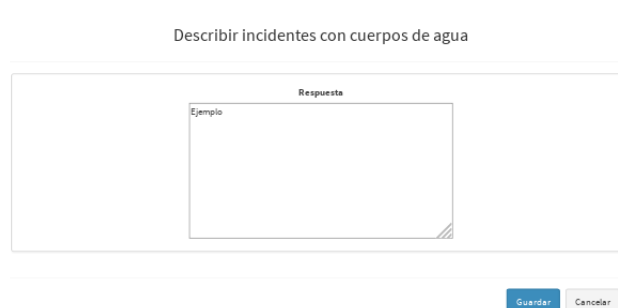 Describir incidentes con cuerpos de agua
Respuesta
Ejemplo
Guardar
Cancelar